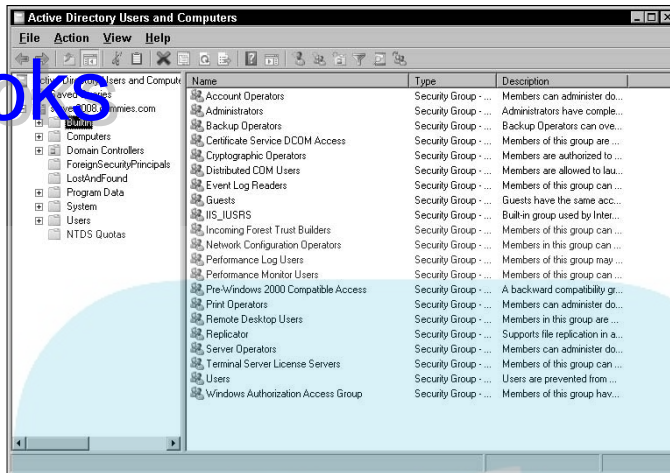 Active Directory Users and Computers
File Action View Help
oks
Directory Users and Compute
2008. mmies.com
Builtin
Computers
Domain Controllers
ForeignSecurityPrincipals
LostAndFound
Program Data
System
Users
NTDS Quotas
Name Type Description
Account Operators Security Group - ... Members can administer do...
Administrators Security Group - ... Administrators have comple...
Backup Operators Security Group - ... Backup Operators can ove...
Certificate Service DCOM Access Security Group - ... Members of this group are ...
Cryptographic Operators Security Group - ... Members are authorized to ...
Distributed COM Users Security Group - ... Members are allowed to lau...
Event Log Readers Security Group - ... Members of this group can ...
Guests Security Group - ... Guests have the same acc...
IIS_IUSRS Security Group - ... Built-in group used by Inter...
Incoming Forest Trust Builders Security Group - ... Members of this group can ...
Network Configuration Operators Security Group - ... Members in this group can ...
Performance Log Users Security Group - ... Members of this group may ...
Performance Monitor Users Security Group - ... Members of this group can ...
Pre-Windows 2000 Compatible Access Security Group - ... A backward compatibility gr...
Print Operators Security Group - ... Members can administer do...
Remote Desktop Users Security Group - ... Members in this group are ...
Replicator Security Group - ... Supports file replication in a...
Server Operators Security Group - ... Members can administer do...
Terminal Server License Servers Security Group - ... Members of this group can ...
Users Security Group - ... Users are prevented from ...
Windows Authorization Access Group Security Group - ... Members of this group hav...